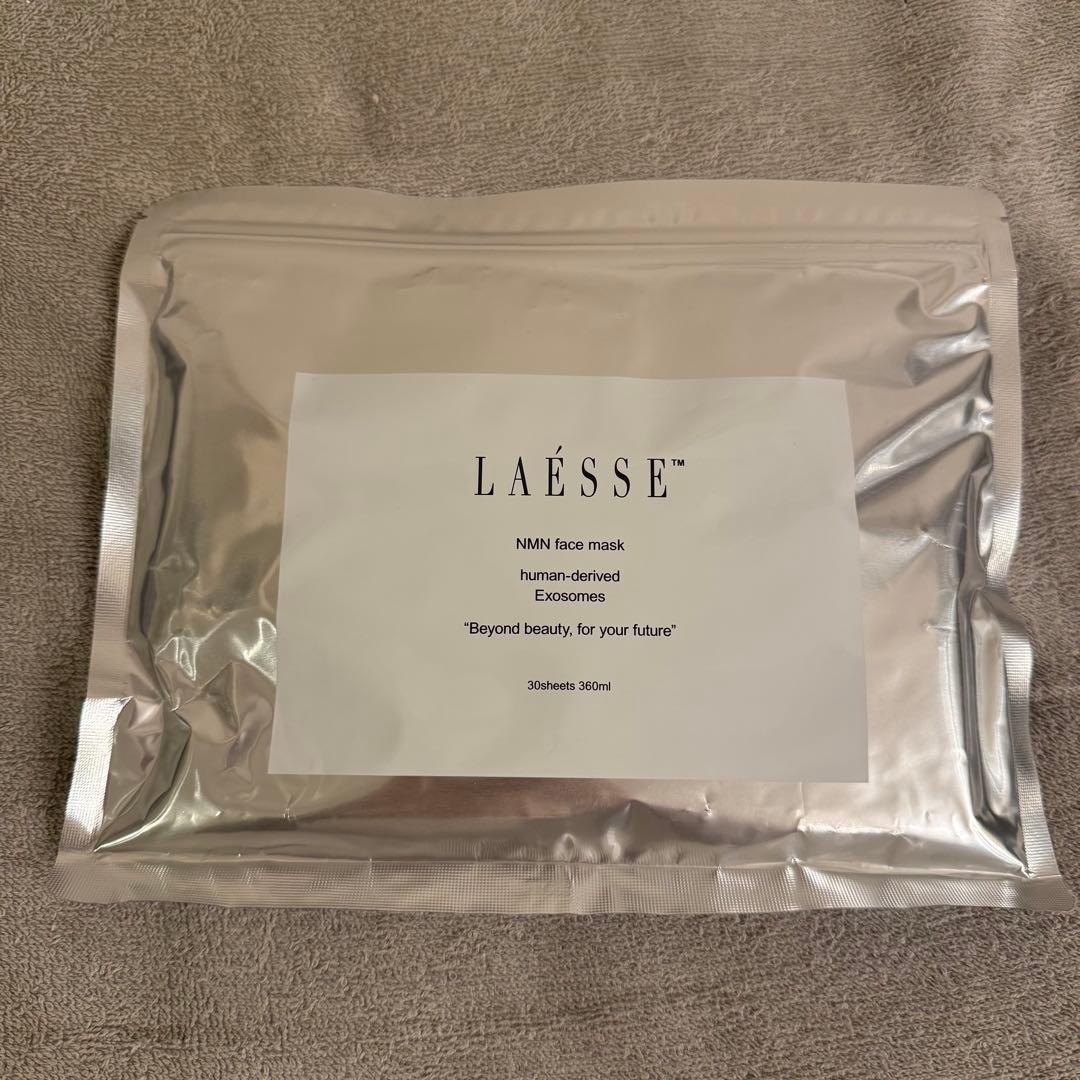 LAÉSSE™
NMN face mask
human-derived
Exosomes
“Beyond beauty, for your future”
30sheets 360ml